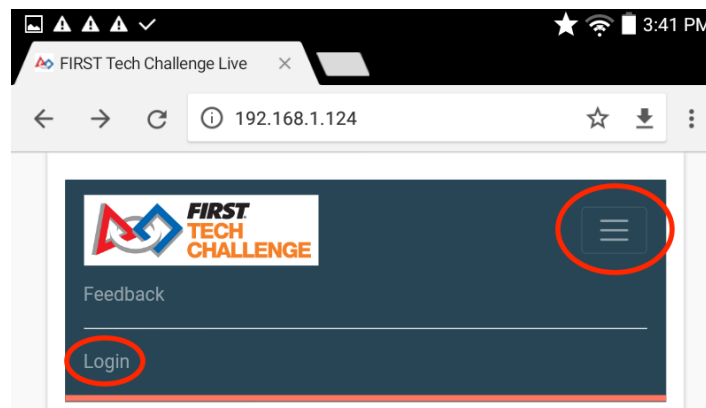 3:41 PM
FIRST Tech Challenge Live
192.168.1.124
FIRST
TECH
CHALLENGE
Feedback
Login